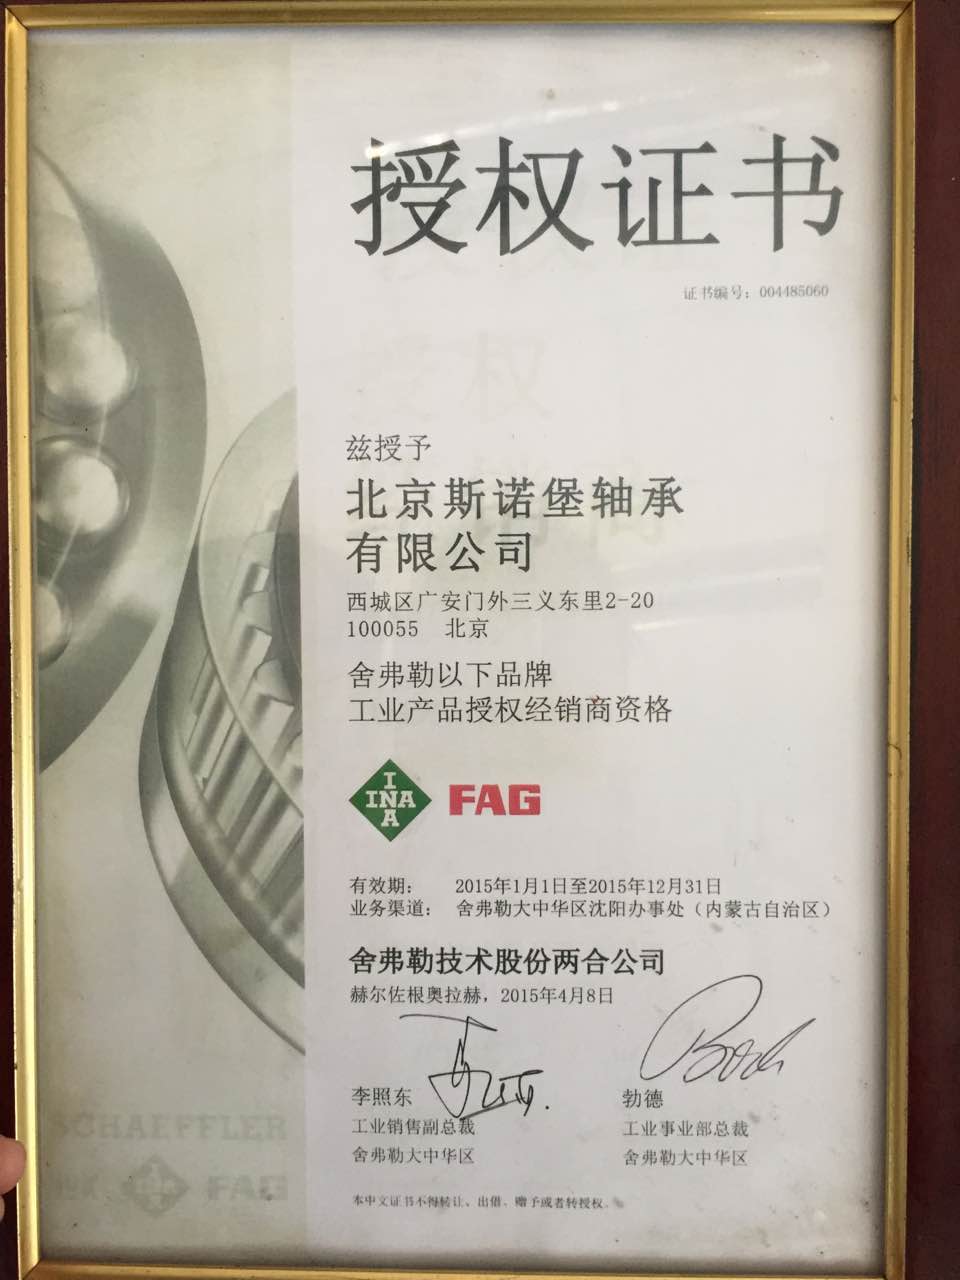 授权证书
证书编号：004485060
兹授予
北京斯诺堡轴承
有限公司
西城区广安门外三义东里2-20
100055 北京
舍弗勒以下品牌
工业产品授权经销商资格
INA FAG
有效期： 2015年1月1日至2015年12月31日
业务渠道： 舍弗勒大中华区沈阳办事处（内蒙古自治区）
舍弗勒技术股份两合公司
赫尔佐根奥拉赫，2015年4月8日
李照东
工业销售副总裁
舍弗勒大中华区
勃德
工业事业部总裁
舍弗勒大中华区
SCHAEFFLER
FAG
本中文证书不得转让、出借、赠予或者转授权。